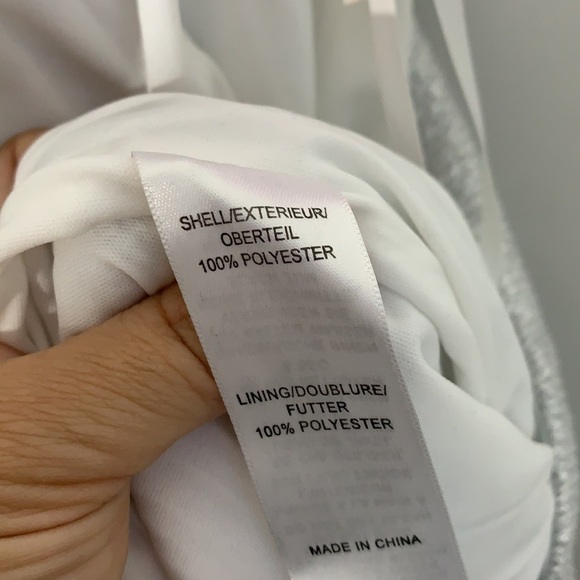 SHELL/EXTERIEUR/
OBERTEIL
100% POLYESTER
LINING/DOUBLURE/
FUTTER
100% POLYESTER
MADE IN CHINA